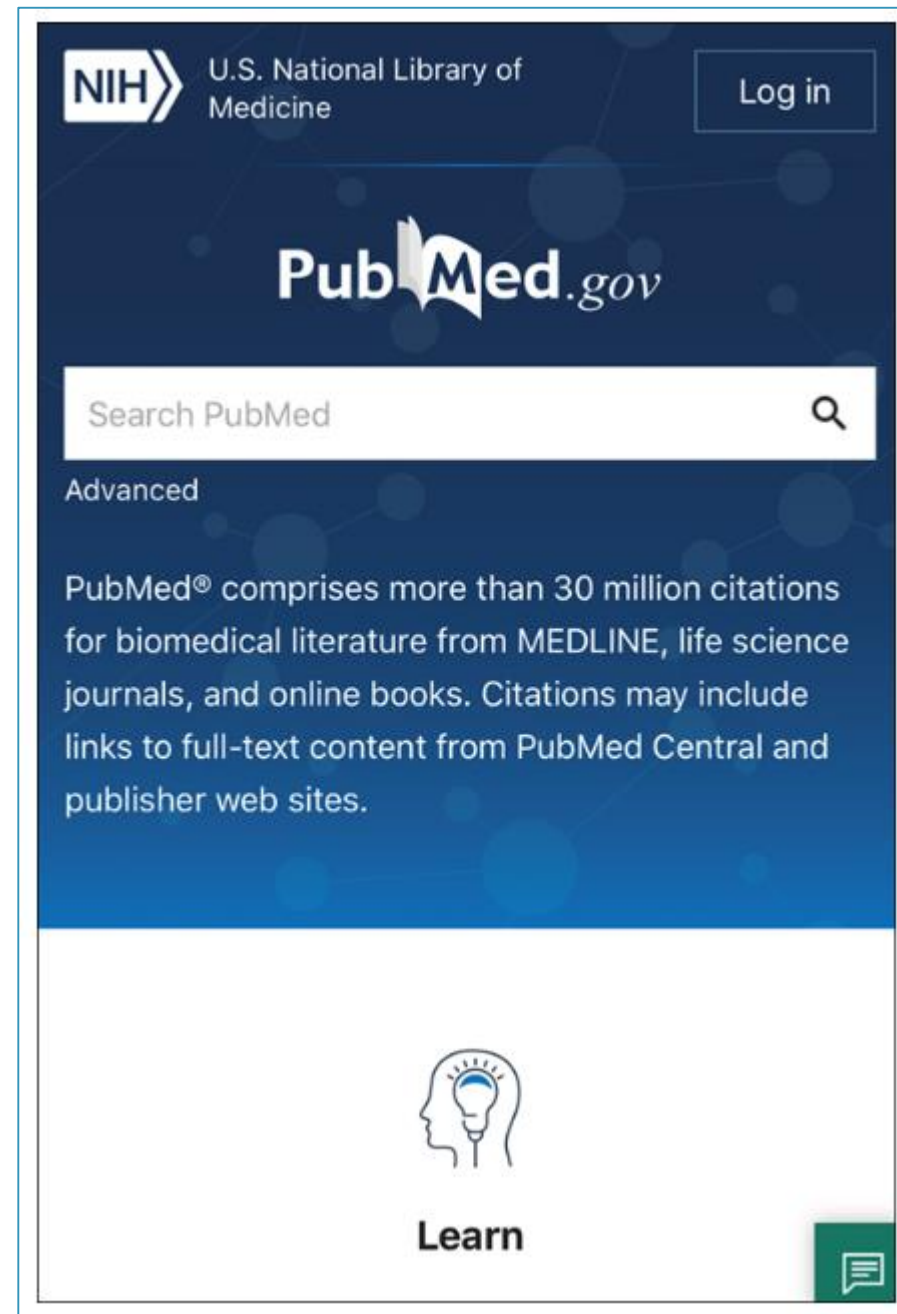 NIH
U.S. National Library of
Medicine
Log in
PubMed.gov
Search PubMed
Advanced
PubMed® comprises more than 30 million citations
for biomedical literature from MEDLINE, life science
journals, and online books. Citations may include
links to full-text content from PubMed Central and
publisher web sites.
Learn